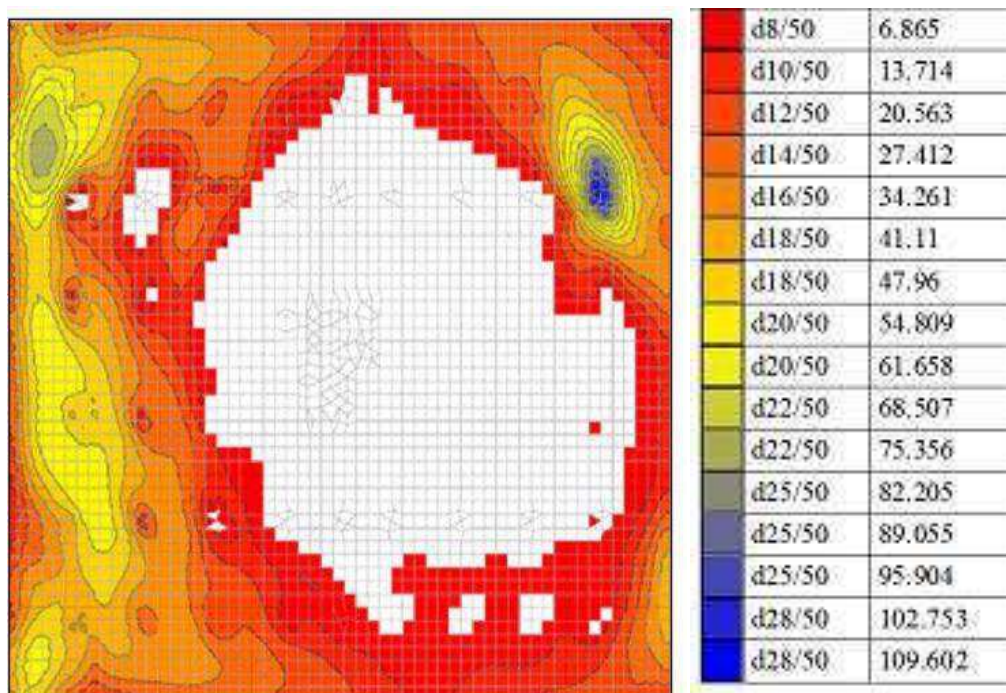 d8/50 6.865
d10/50 13.714
d12/50 20.563
d14/50 27.412
d16/50 34.261
d18/50 41.11
d18/50 47.96
d20/50 54.809
d20/50 61.658
d22/50 68.507
d22/50 75.356
d25/50 82.205
d25/50 89.055
d25/50 95.904
d28/50 102.753
d28/50 109.602